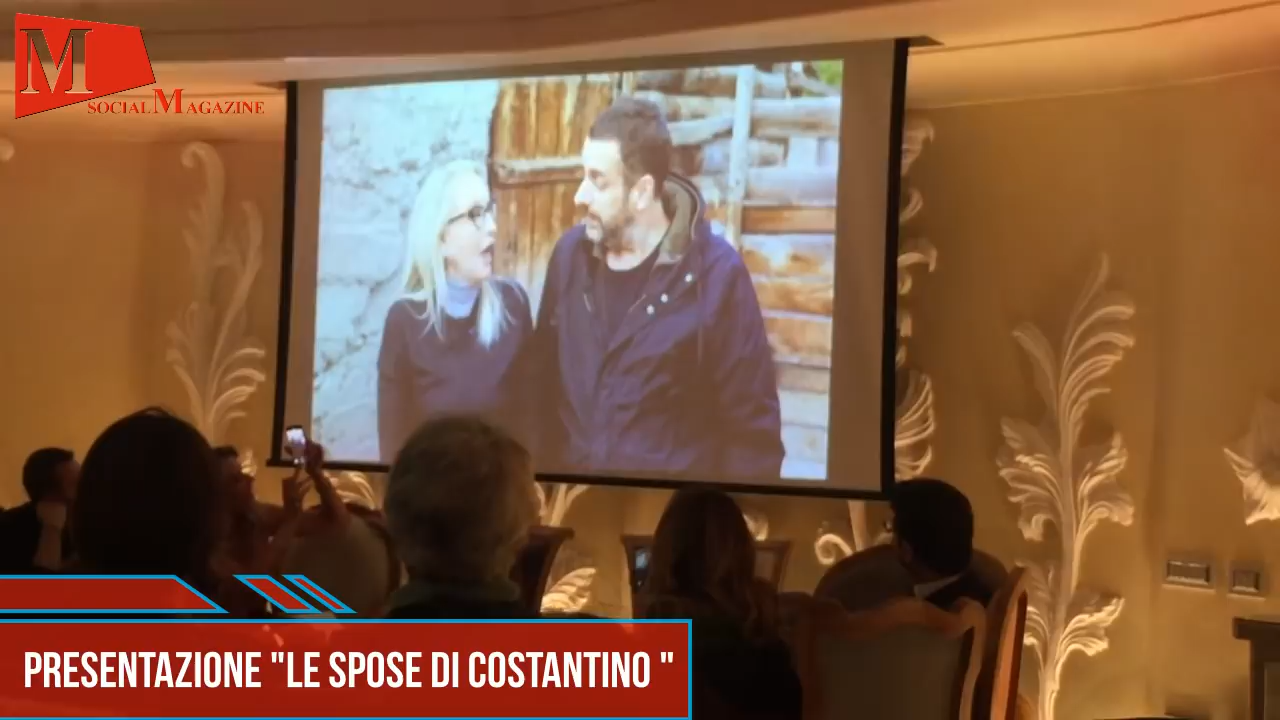 M
SOCIAL MAGAZINE
PRESENTAZIONE "LE SPOSE DI COSTANTINO "